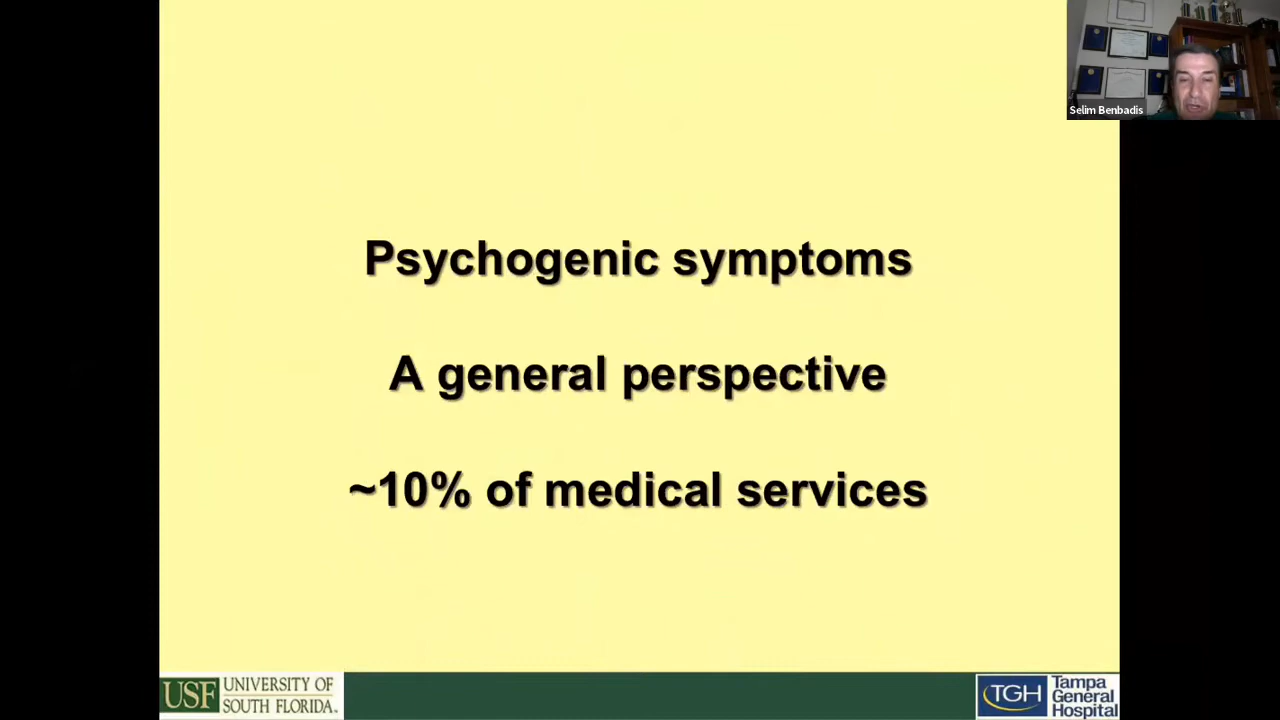 Selim Benbadis
Psychogenic symptoms
A general perspective
~10% of medical services
USF
UNIVERSITY OF
SOUTH FLORIDA
TGH
Tampa
General
Hospital